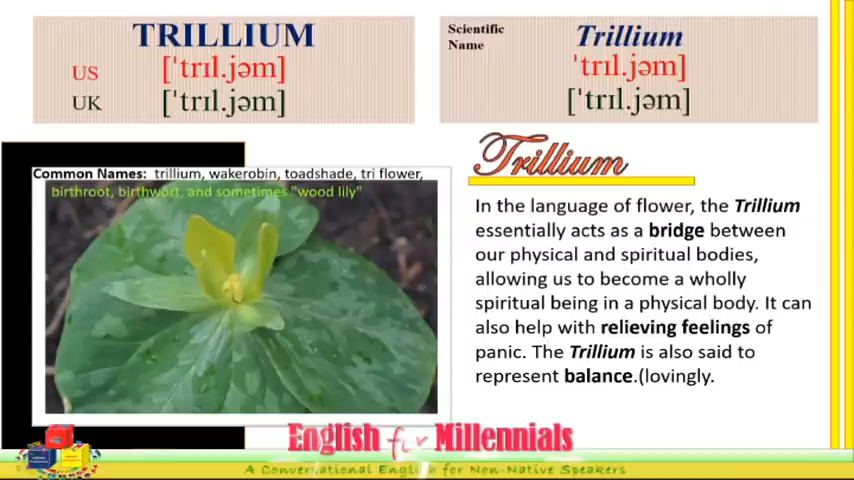 TRILLIUM
US [ˈtrɪl.jəm]
UK [ˈtrɪl.jəm]
Scientific
Name
Trillium
ˈtrɪl.jəm]
[ˈtrɪl.jəm]
Common Names: trillium, wakerobin, toadshade, tri flower,
birthroot, birthwort, and sometimes "wood lily"
Trillium
In the language of flower, the Trillium
essentially acts as a bridge between
our physical and spiritual bodies,
allowing us to become a wholly
spiritual being in a physical body. It can
also help with relieving feelings of
panic. The Trillium is also said to
represent balance.(lovingly.
English for Millennials
A Conversational English for Non-Native Speakers